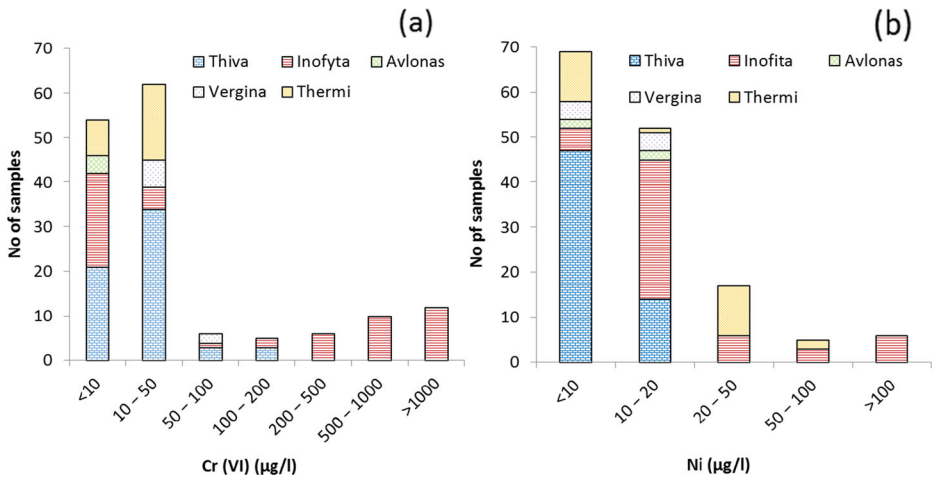 (a)
70
60
50
40
30
20
10
0
No of samples
Thiva Inofyta Avlonas
Vergina Thermi
<10 10 – 50 50 – 100 100 – 200 200 – 500 500 – 1000 >1000
Cr (VI) (µg/l)
(b)
70
60
50
40
30
20
10
0
No pf samples
Thiva Inofita Avlonas
Vergina Thermi
<10 10 – 20 20 – 50 50 – 100 >100
Ni (µg/l)